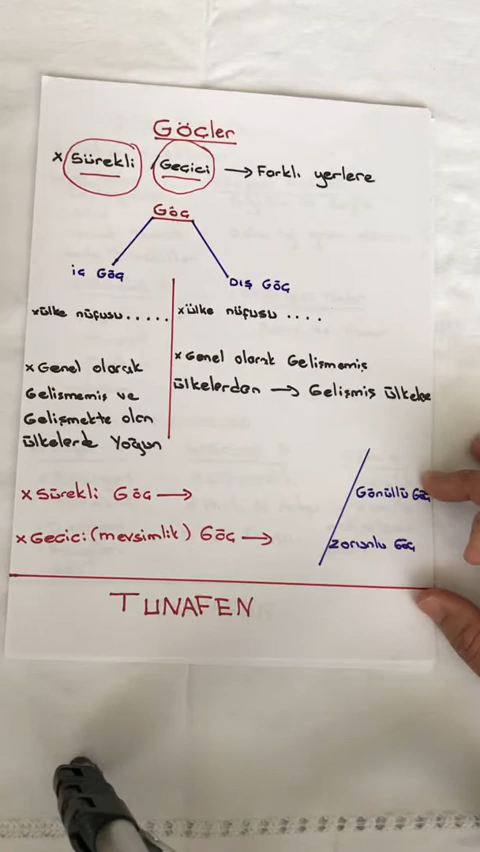 Göçler
x Sürekli / Geçici → Farklı yerlere
Göç
iç Göç
Dış Göç
x ülke nüfusu.....
x Genel olarak
Gelişmemiş ve
Gelişmekte olan
ülkelerde Yoğun
x ülke nüfusu ....
x Genel olarak Gelişmemiş
ülkelerden → Gelişmiş ülkelere
x Sürekli Göç →
x Geçici (mevsimlik) Göç →
Gönüllü Göç
Zorunlu Göç
TUNAFEN